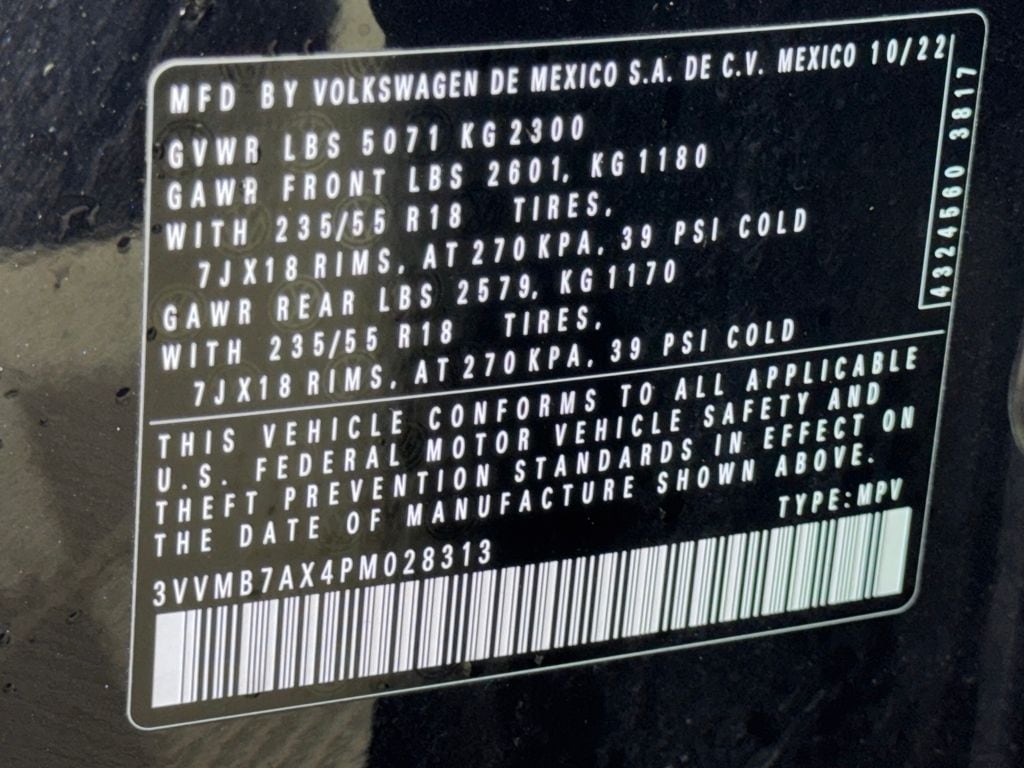 MFD BY VOLKSWAGEN DE MEXICO S.A. DE C.V. MEXICO 10/22
GVWR LBS 5071 KG 2300
GAWR FRONT LBS 2601, KG 1180
WITH 235/55 R18 TIRES,
7JX18 RIMS, AT 270 KPA, 39 PSI COLD
GAWR REAR LBS 2579, KG 1170
WITH 235/55 R18 TIRES,
7JX18 RIMS, AT 270 KPA, 39 PSI COLD
4324560 3817
THIS VEHICLE CONFORMS TO ALL APPLICABLE
U.S. FEDERAL MOTOR VEHICLE SAFETY AND
THEFT PREVENTION STANDARDS IN EFFECT ON
THE DATE OF MANUFACTURE SHOWN ABOVE.
TYPE:MPV
3VVMB7AX4PM028313